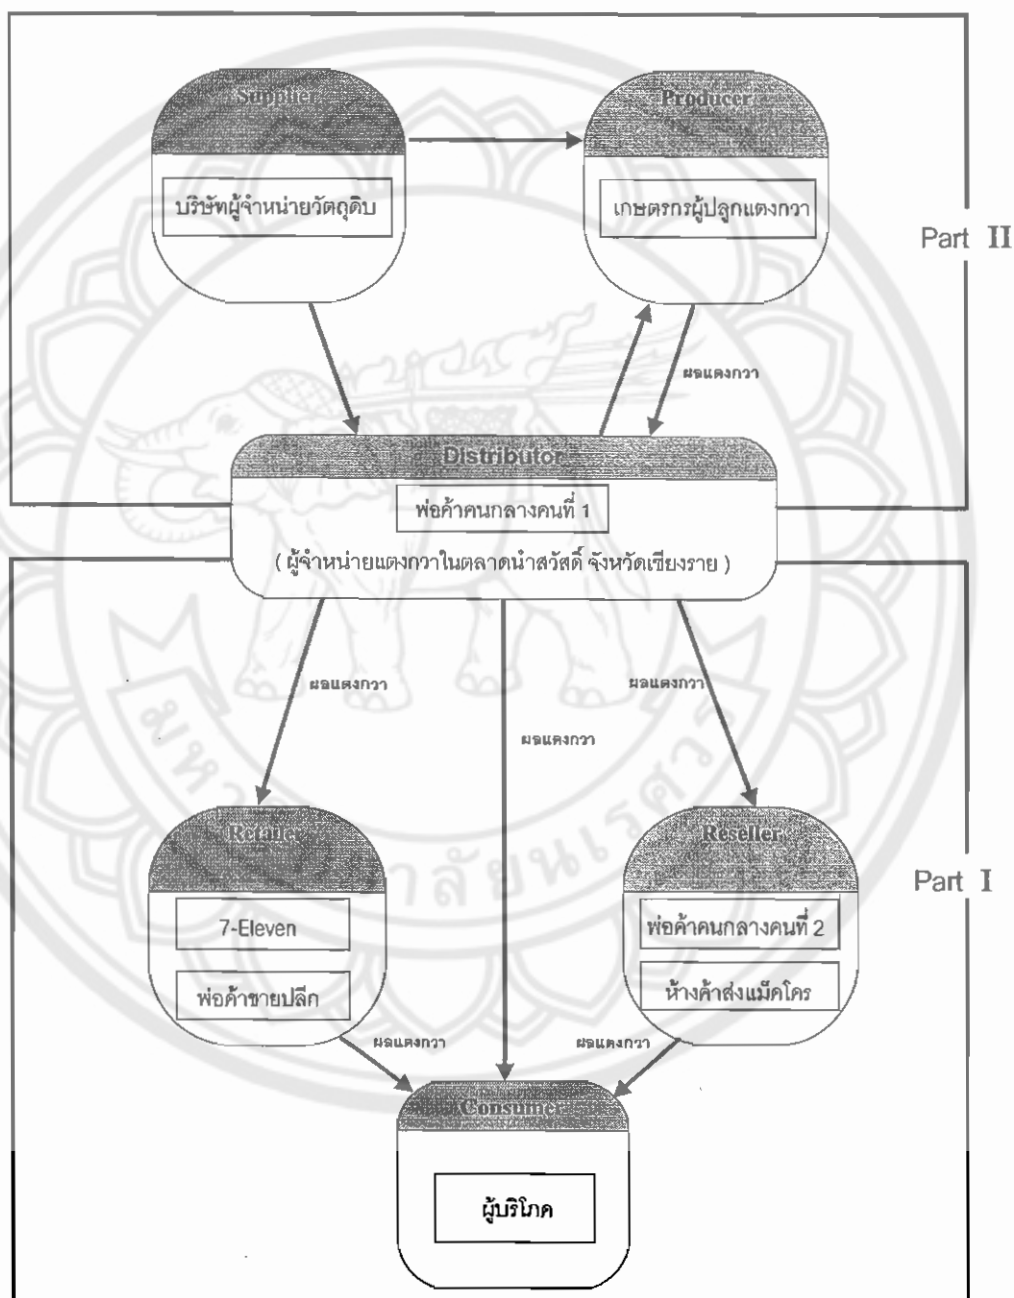 Supplier
Producer
บริษัทผู้จำหน่ายวัตถุดิบ
เกษตรกรผู้ปลูกแตงกวา
Part II
ผลแตงกวา
Distributor
พ่อค้าคนกลางคนที่ 1
( ผู้จำหน่ายแตงกวาในตลาดนำสวัสดิ์ จังหวัดเชียงราย )
ผลแตงกวา
ผลแตงกวา
ผลแตงกวา
Retailer
Reseller
Part I
7-Eleven
พ่อค้าคนกลางคนที่ 2
พ่อค้าขายปลีก
ห้างค้าส่งแม็คโคร
ผลแตงกวา
ผลแตงกวา
Consumer
ผู้บริโภค